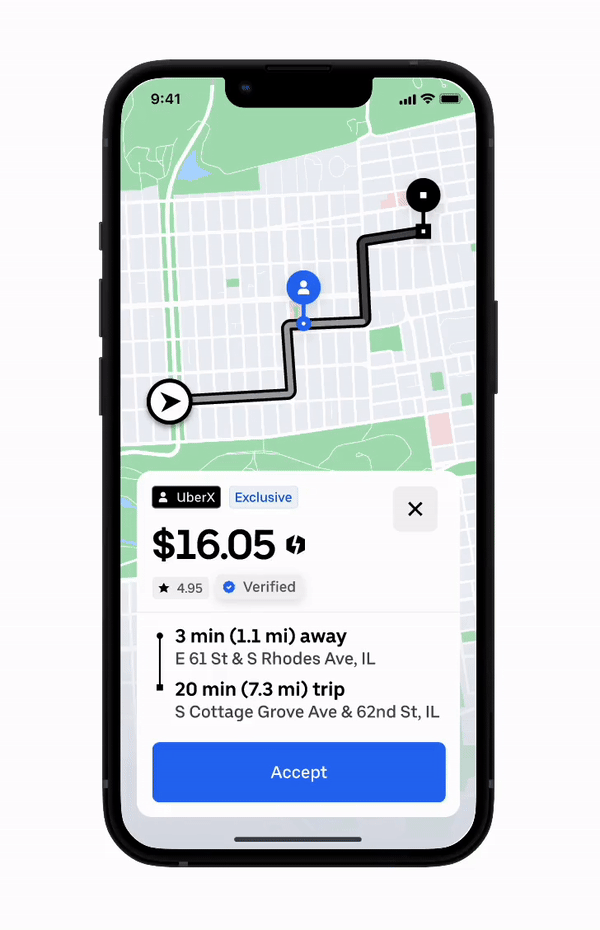 9:41
UberX Exclusive
$16.05
4.95 Verified
3 min (1.1 mi) away
E 61 St & S Rhodes Ave, IL
20 min (7.3 mi) trip
S Cottage Grove Ave & 62nd St, IL
Accept